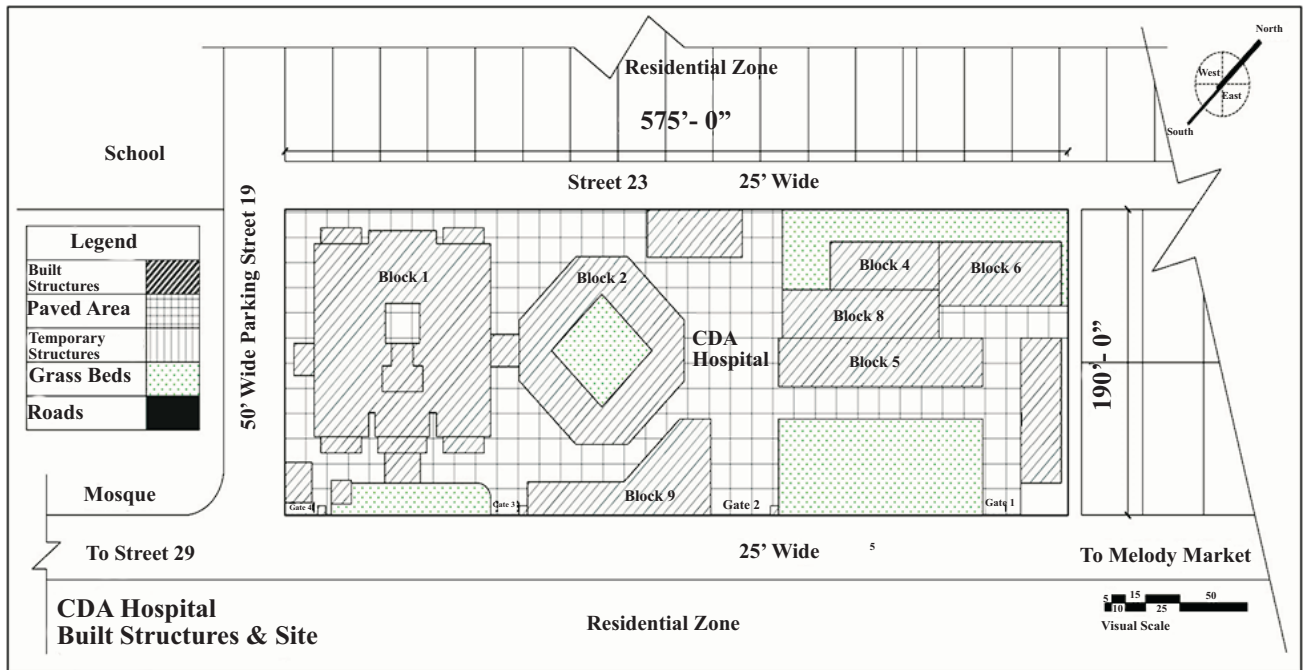 North
West
East
South
Residential Zone
575'- 0”
School
Street 23
25' Wide
50' Wide Parking Street 19
Legend
Built
Structures
Paved Area
Temporary
Structures
Grass Beds
Roads
Block 1
Block 2
Block 4
Block 6
Block 8
CDA
Hospital
Block 5
190'- 0”
Mosque
Block 9
Gate 4
Gate 3
Gate 2
Gate 1
To Street 29
25' Wide
5
To Melody Market
CDA Hospital
Built Structures & Site
Residential Zone
5
15
50
10
25
Visual Scale